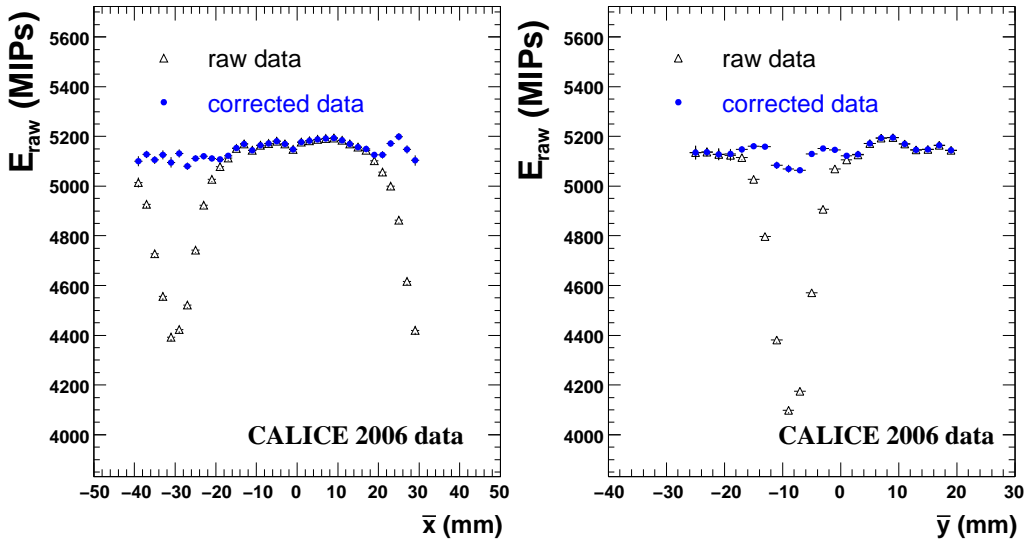 E_raw (MIPs)
5600
5400
5200
5000
4800
4600
4400
4200
4000
raw data
corrected data
CALICE 2006 data
−50 −40 −30 −20 −10 0 10 20 30 40 50
x̅ (mm)
E_raw (MIPs)
5600
5400
5200
5000
4800
4600
4400
4200
4000
raw data
corrected data
CALICE 2006 data
−40 −30 −20 −10 0 10 20 30
y̅ (mm)